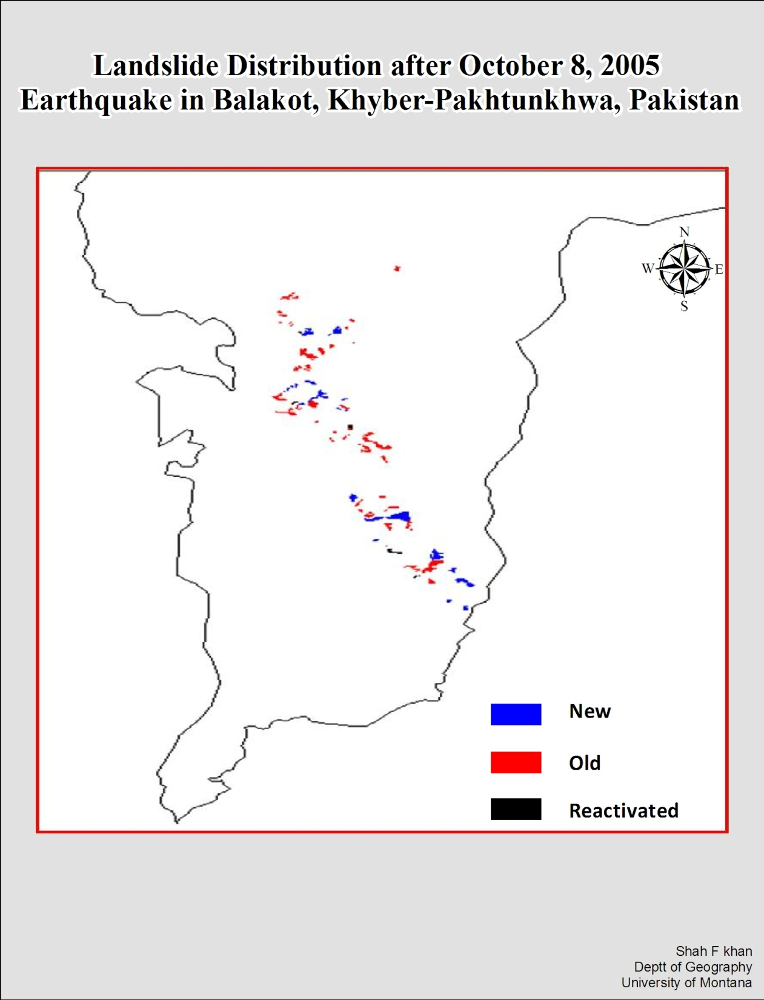 Landslide Distribution after October 8, 2005
Earthquake in Balakot, Khyber-Pakhtunkhwa, Pakistan
N
W E
S
New
Old
Reactivated
Shah F khan
Deptt of Geography
University of Montana